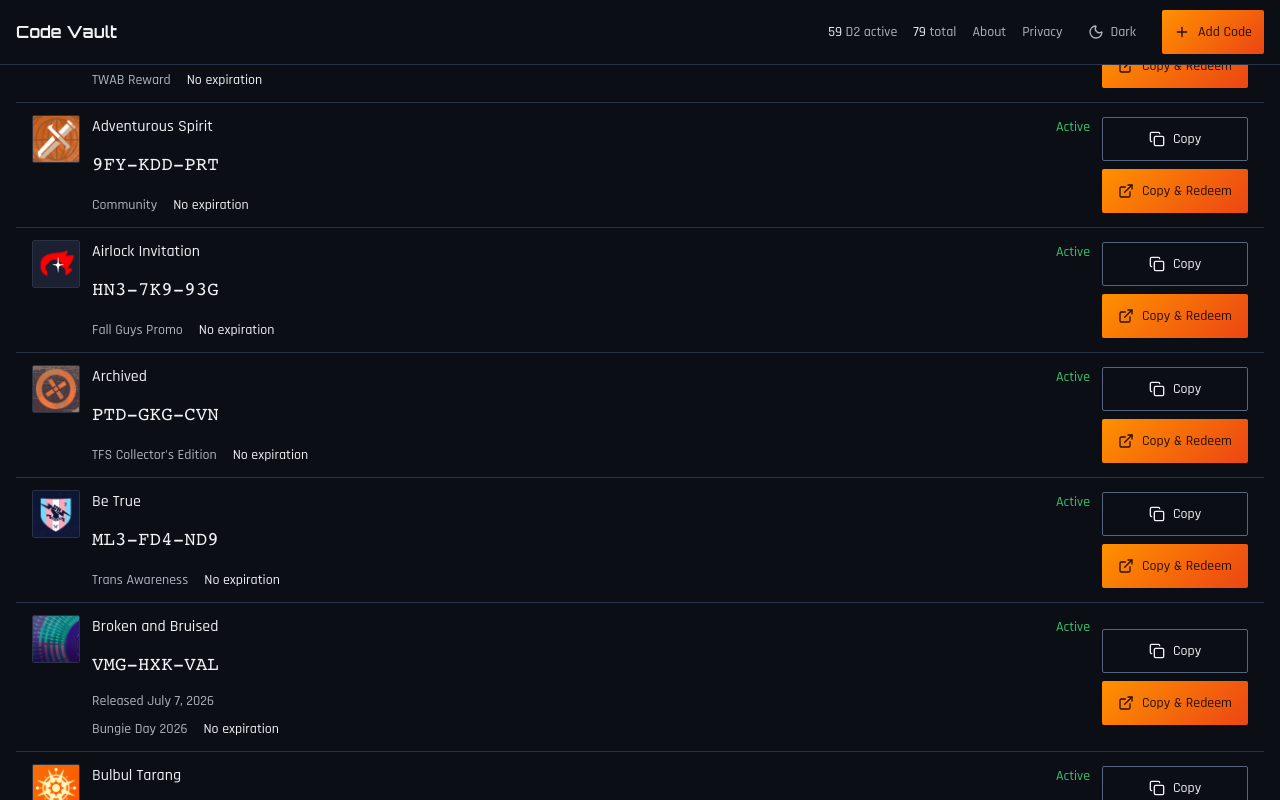 Code Vault
59 D2 active
79 total
About
Privacy
Dark
Add Code
TWAB Reward
No expiration
Copy & Redeem
Adventurous Spirit
Active
Copy
9FY-KDD-PRT
Copy & Redeem
Community
No expiration
Airlock Invitation
Active
Copy
HN3-7K9-93G
Copy & Redeem
Fall Guys Promo
No expiration
Archived
Active
Copy
PTD-GKG-CVN
Copy & Redeem
TFS Collector's Edition
No expiration
Be True
Active
Copy
ML3-FD4-ND9
Copy & Redeem
Trans Awareness
No expiration
Broken and Bruised
Active
Copy
VMG-HXK-VAL
Released July 7, 2026
Copy & Redeem
Bungie Day 2026
No expiration
Bulbul Tarang
Active
Copy